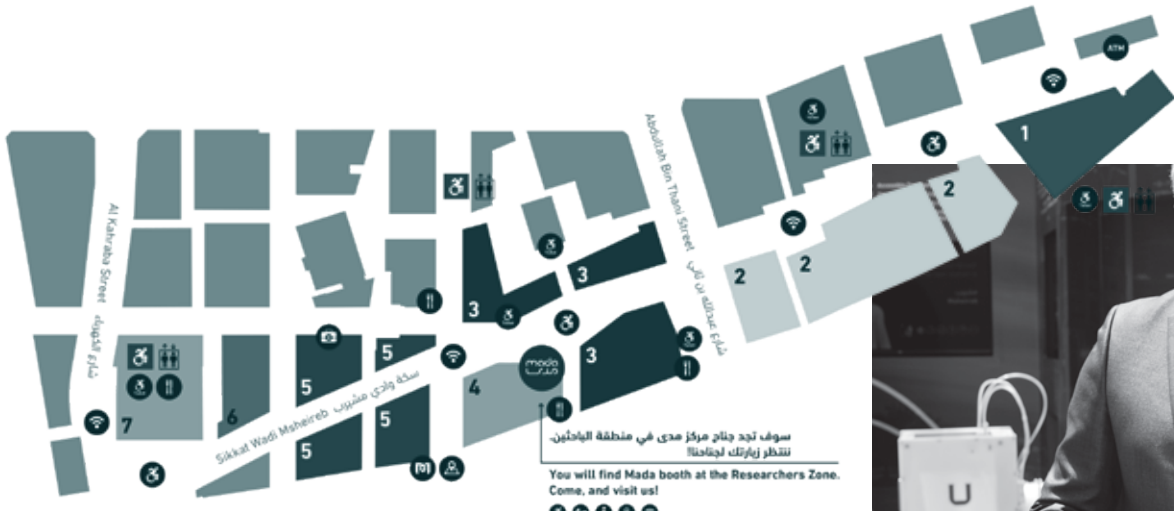 ATM
1
2
2
2
3
3
3
4
5
5
5
5
6
7
Al Kahraba Street
شارع الكهرباء
Abdullah Bin Thani Street
شارع عبدالله بن ثاني
Sikkat Wadi Msheireb
سكة وادي مشيرب
mada
مدى
سوف تجد جناح مركز مدى في منطقة الباحثين.
ننتظر زيارتك لجناحنا!
You will find Mada booth at the Researchers Zone.
Come, and visit us!
U